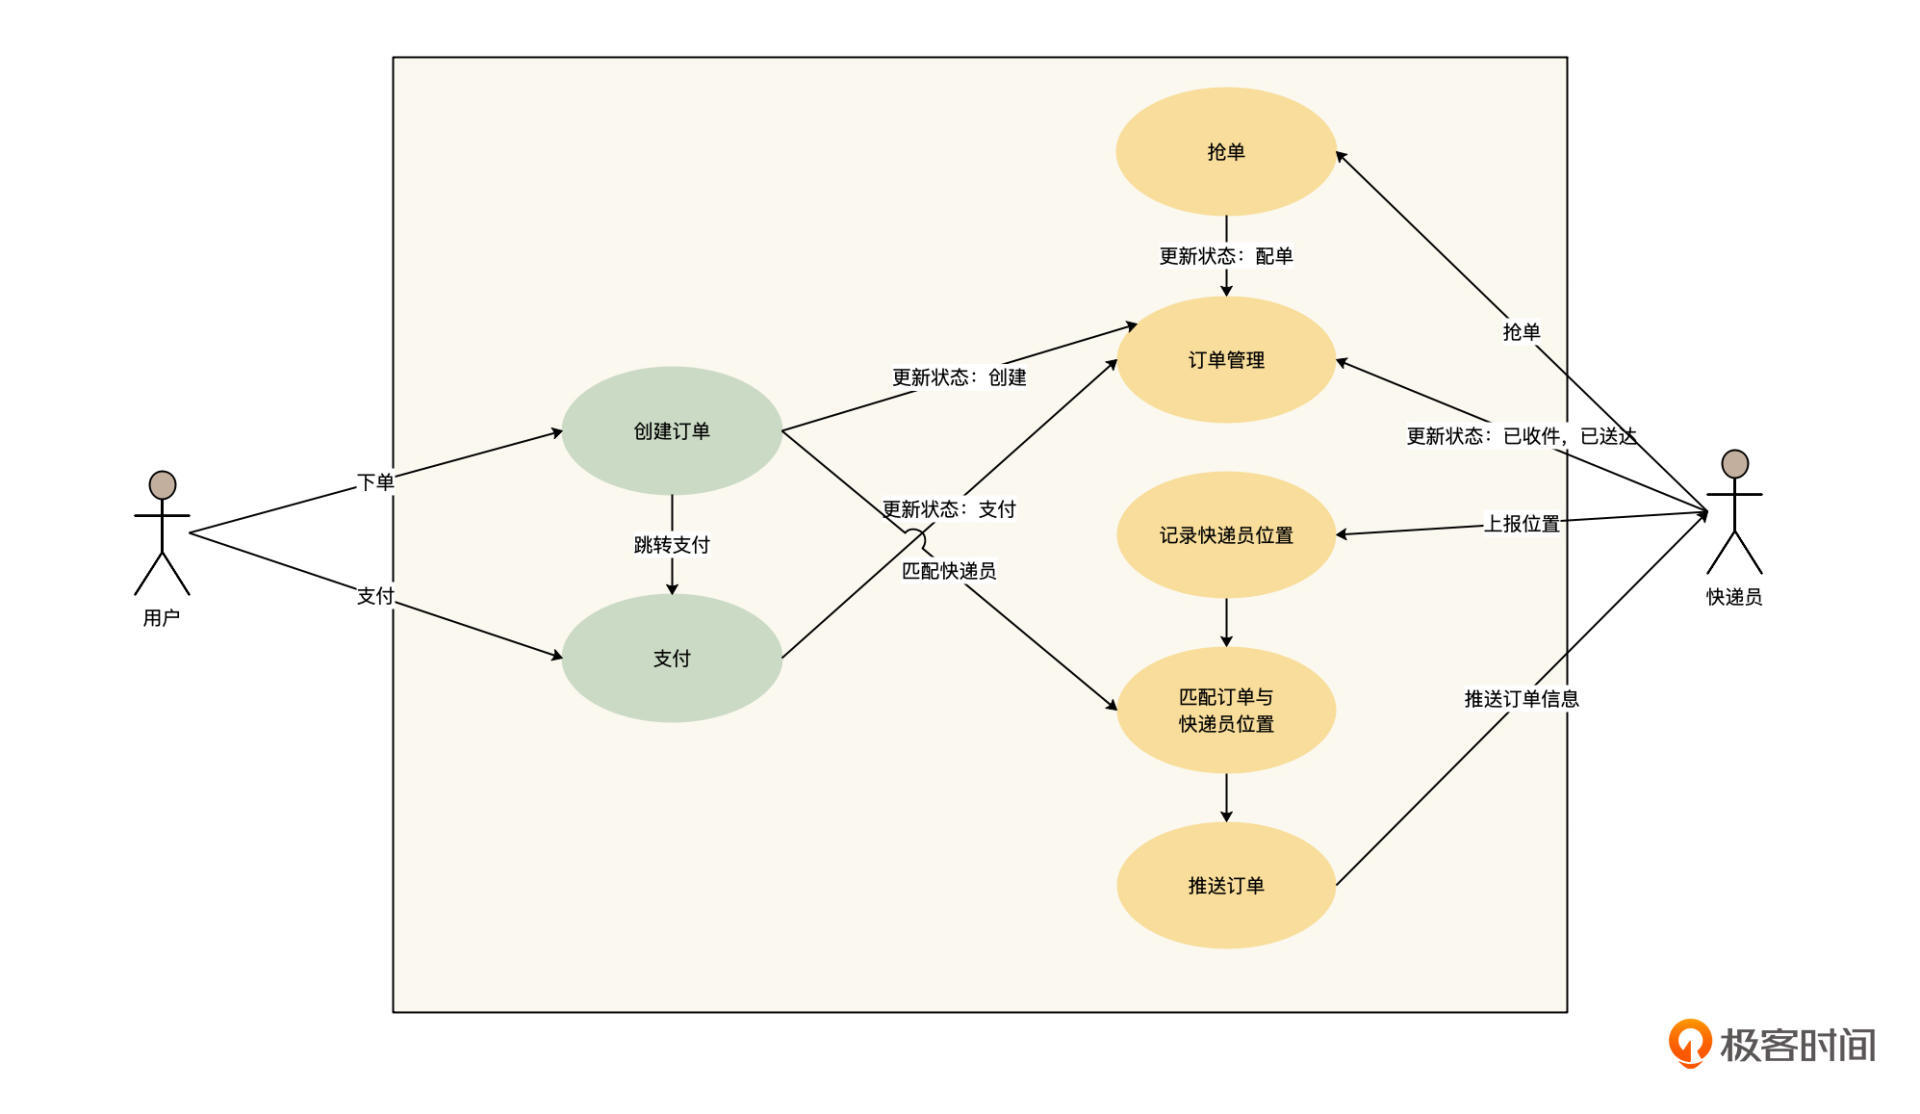 抢单
更新状态：配单
抢单
订单管理
更新状态：创建
创建订单
更新状态：已收件，已送达
下单
更新状态：支付
上报位置
记录快递员位置
跳转支付
匹配快递员
支付
用户
快递员
支付
匹配订单与
快递员位置
推送订单信息
推送订单
极客时间